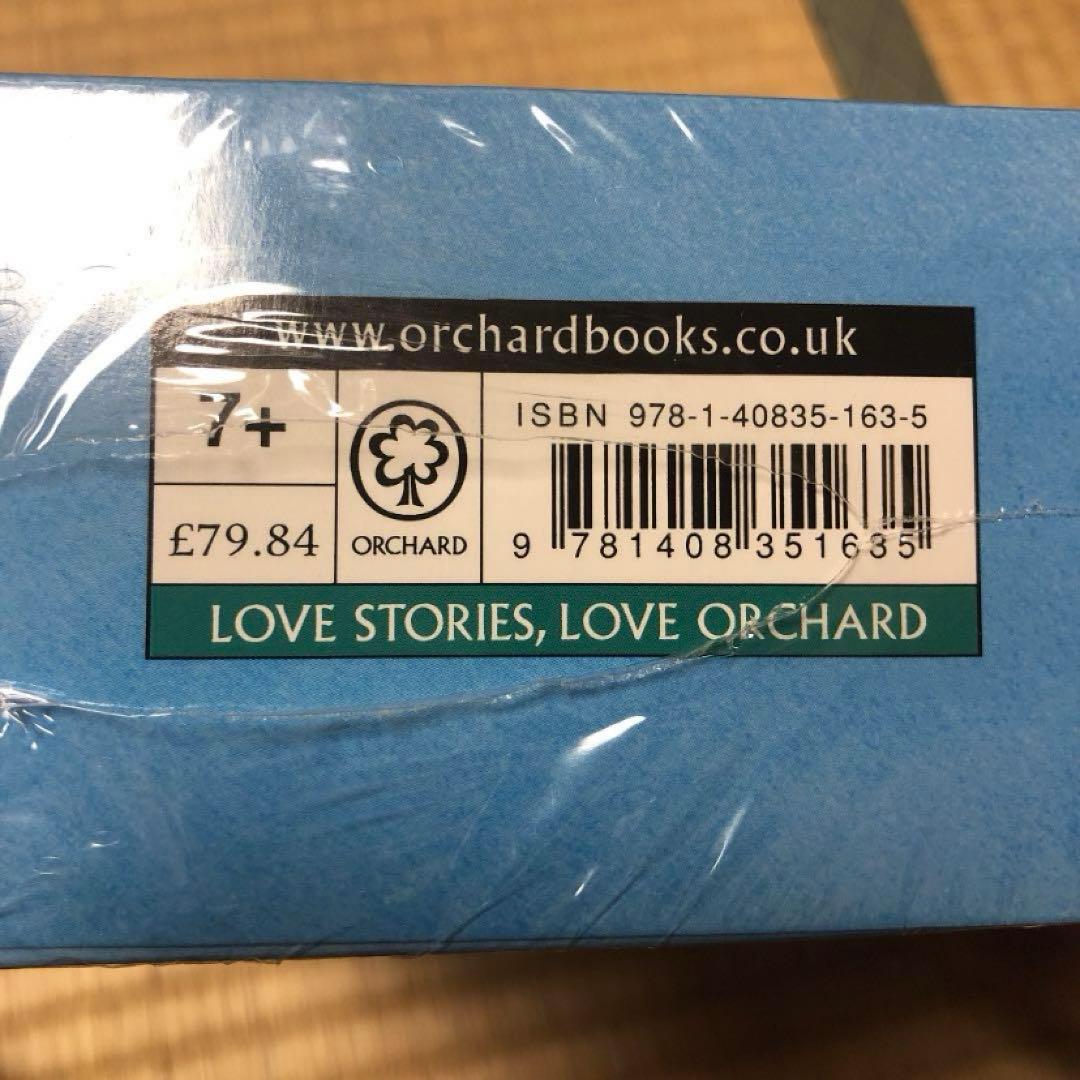 www.orchardbooks.co.uk
7+
£79.84
ORCHARD
ISBN 978-1-40835-163-5
9 781408 351635
LOVE STORIES, LOVE ORCHARD